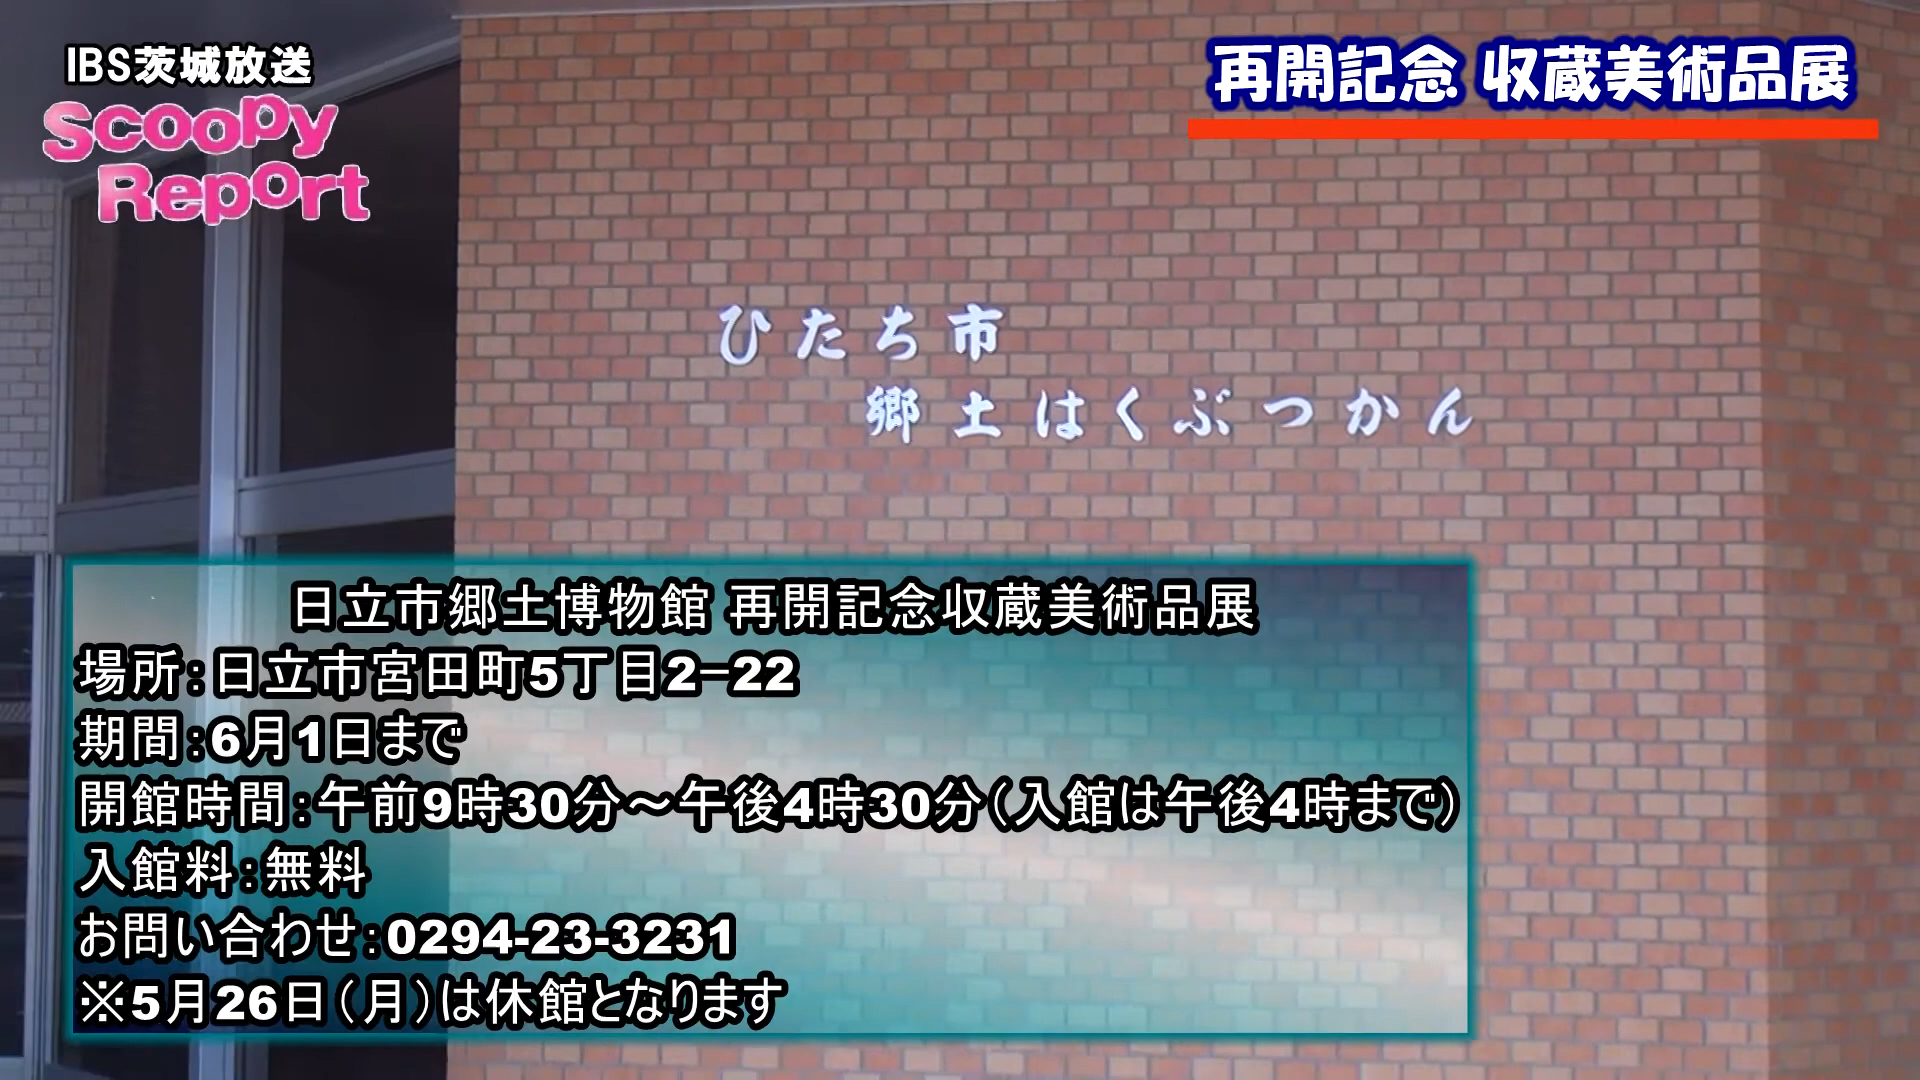 IBS茨城放送
Scoopy
Report
再開記念 収蔵美術品展
ひたち市
郷土はくぶつかん
日立市郷土博物館 再開記念収蔵美術品展
場所：日立市宮田町5丁目2−22
期間：6月1日まで
開館時間：午前9時30分～午後4時30分（入館は午後4時まで）
入館料：無料
お問い合わせ：0294-23-3231
※5月26日（月）は休館となります